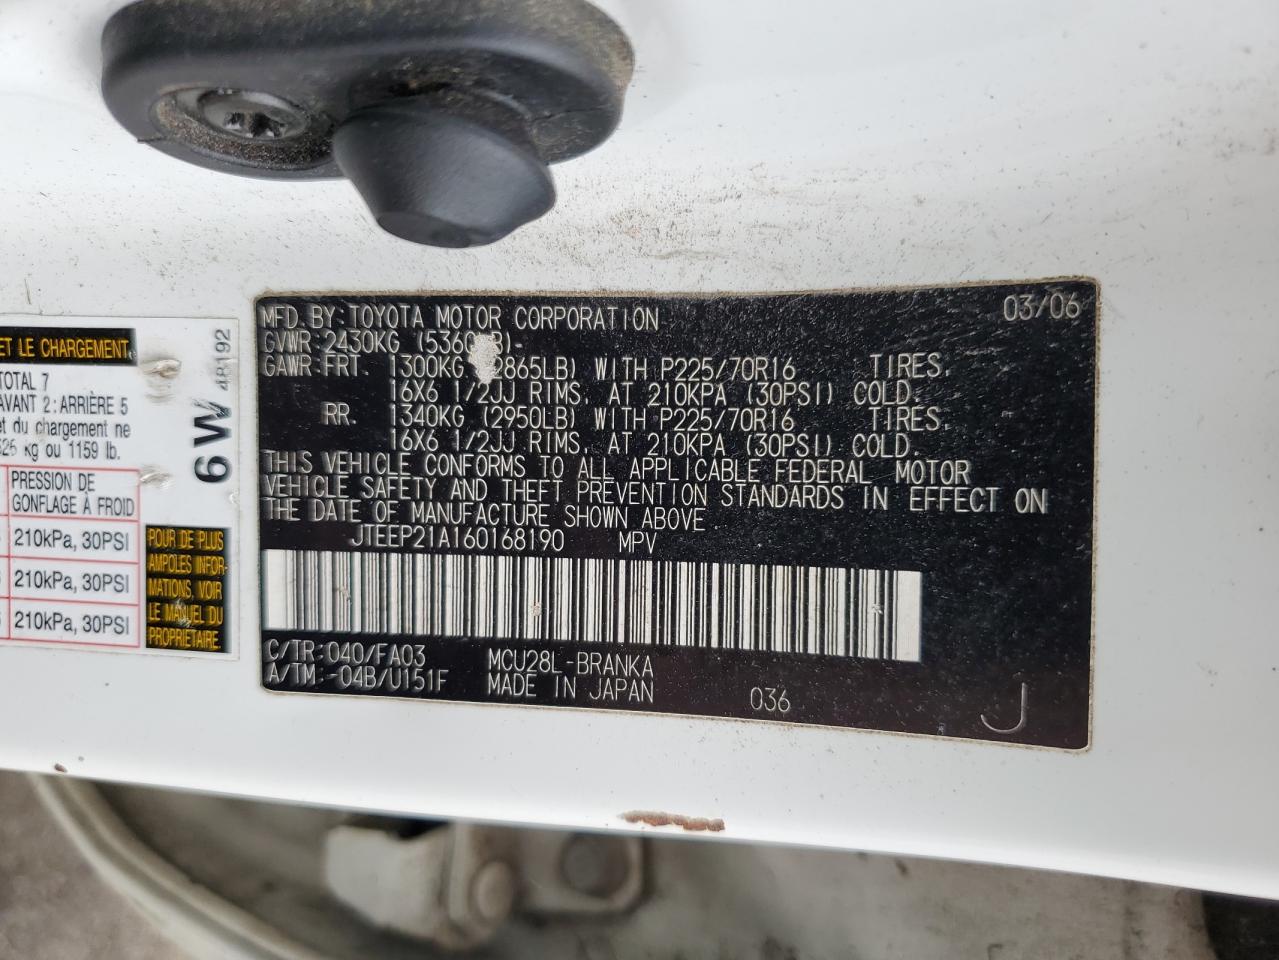 ET LE CHARGEMENT
TOTAL 7
AVANT 2 : ARRIÈRE 5
et du chargement ne
kg ou 1159 lb.
PRESSION DE
GONFLAGE À FROID
210kPa, 30PSI
210kPa, 30PSI
210kPa, 30PSI
6W 48192
POUR DE PLUS
AMPLES INFOR-
MATIONS, VOIR
LE MANUEL DU
PROPRIETAIRE.
MFD. BY: TOYOTA MOTOR CORPORATION 03/06
GVWR: 2430KG
GAWR: FRT. 1300KG 2865LB) WITH P225/70R16 TIRES.
16X6 1/2JJ RIMS. AT 210KPA (30PSI) COLD.
RR. 1340KG (2950LB) WITH P225/70R16 TIRES.
16X6 1/2JJ RIMS. AT 210KPA (30PSI) COLD.
THIS VEHICLE CONFORMS TO ALL APPLICABLE FEDERAL MOTOR
VEHICLE SAFETY AND THEFT PREVENTION STANDARDS IN EFFECT ON
THE DATE OF MANUFACTURE SHOWN ABOVE.
JTEEP21A160168190 MPV
C/TR: 040/FA03 MCU28L-BRANKA
A/TM: -04B/U151F MADE IN JAPAN 036 J